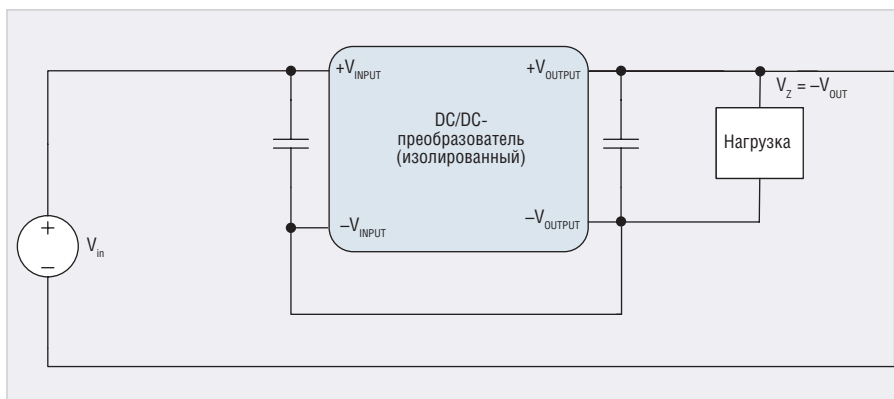 +V_INPUT
+V_OUTPUT
V_Z = –V_OUT
DC/DC-
преобразователь
(изолированный)
Нагрузка
–V_INPUT
–V_OUTPUT
+
–
V_in